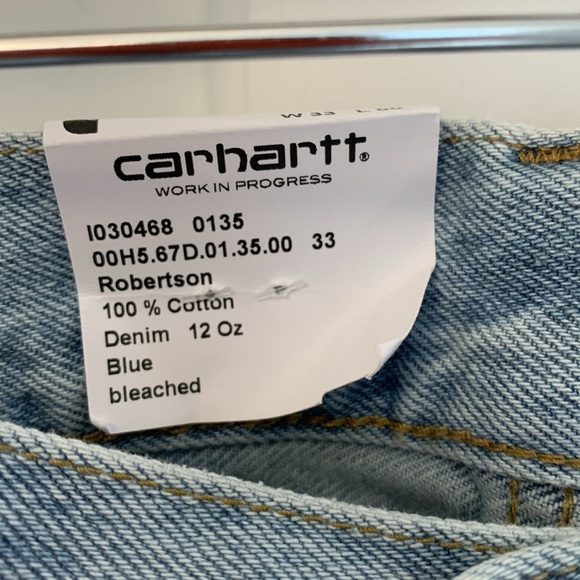 W 33 L
carhartt®
WORK IN PROGRESS
I030468 0135
00H5.67D.01.35.00 33
Robertson
100 % Cotton
Denim 12 Oz
Blue
bleached